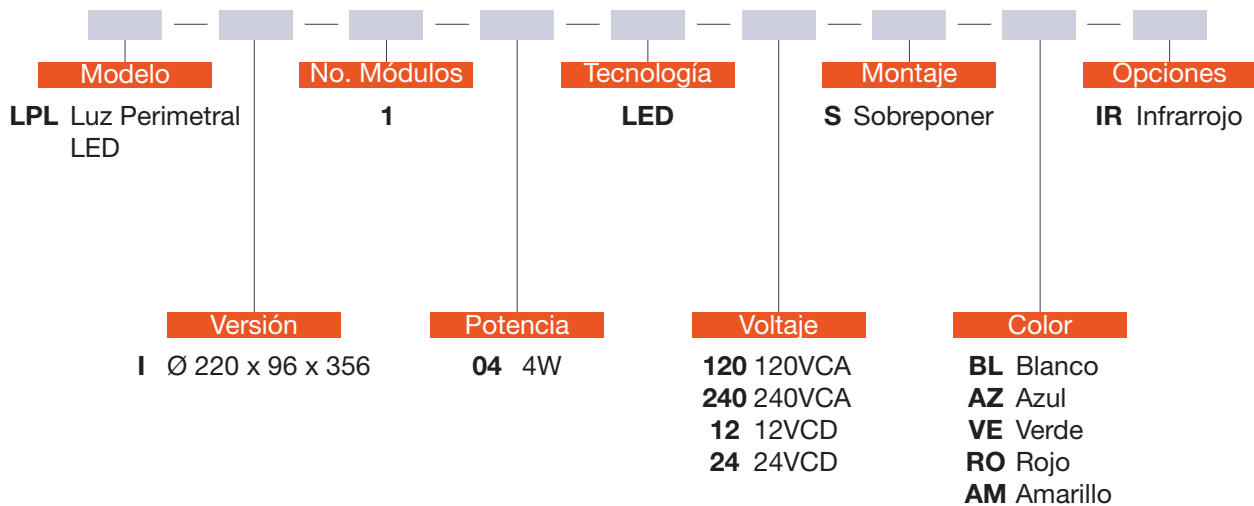 Modelo
No. Módulos
Tecnología
Montaje
Opciones
LPL Luz Perimetral
LED
1
LED
S Sobreponer
IR Infrarrojo
Versión
Potencia
Voltaje
Color
I Ø 220 x 96 x 356
04 4W
120 120VCA
240 240VCA
12 12VCD
24 24VCD
BL Blanco
AZ Azul
VE Verde
RO Rojo
AM Amarillo